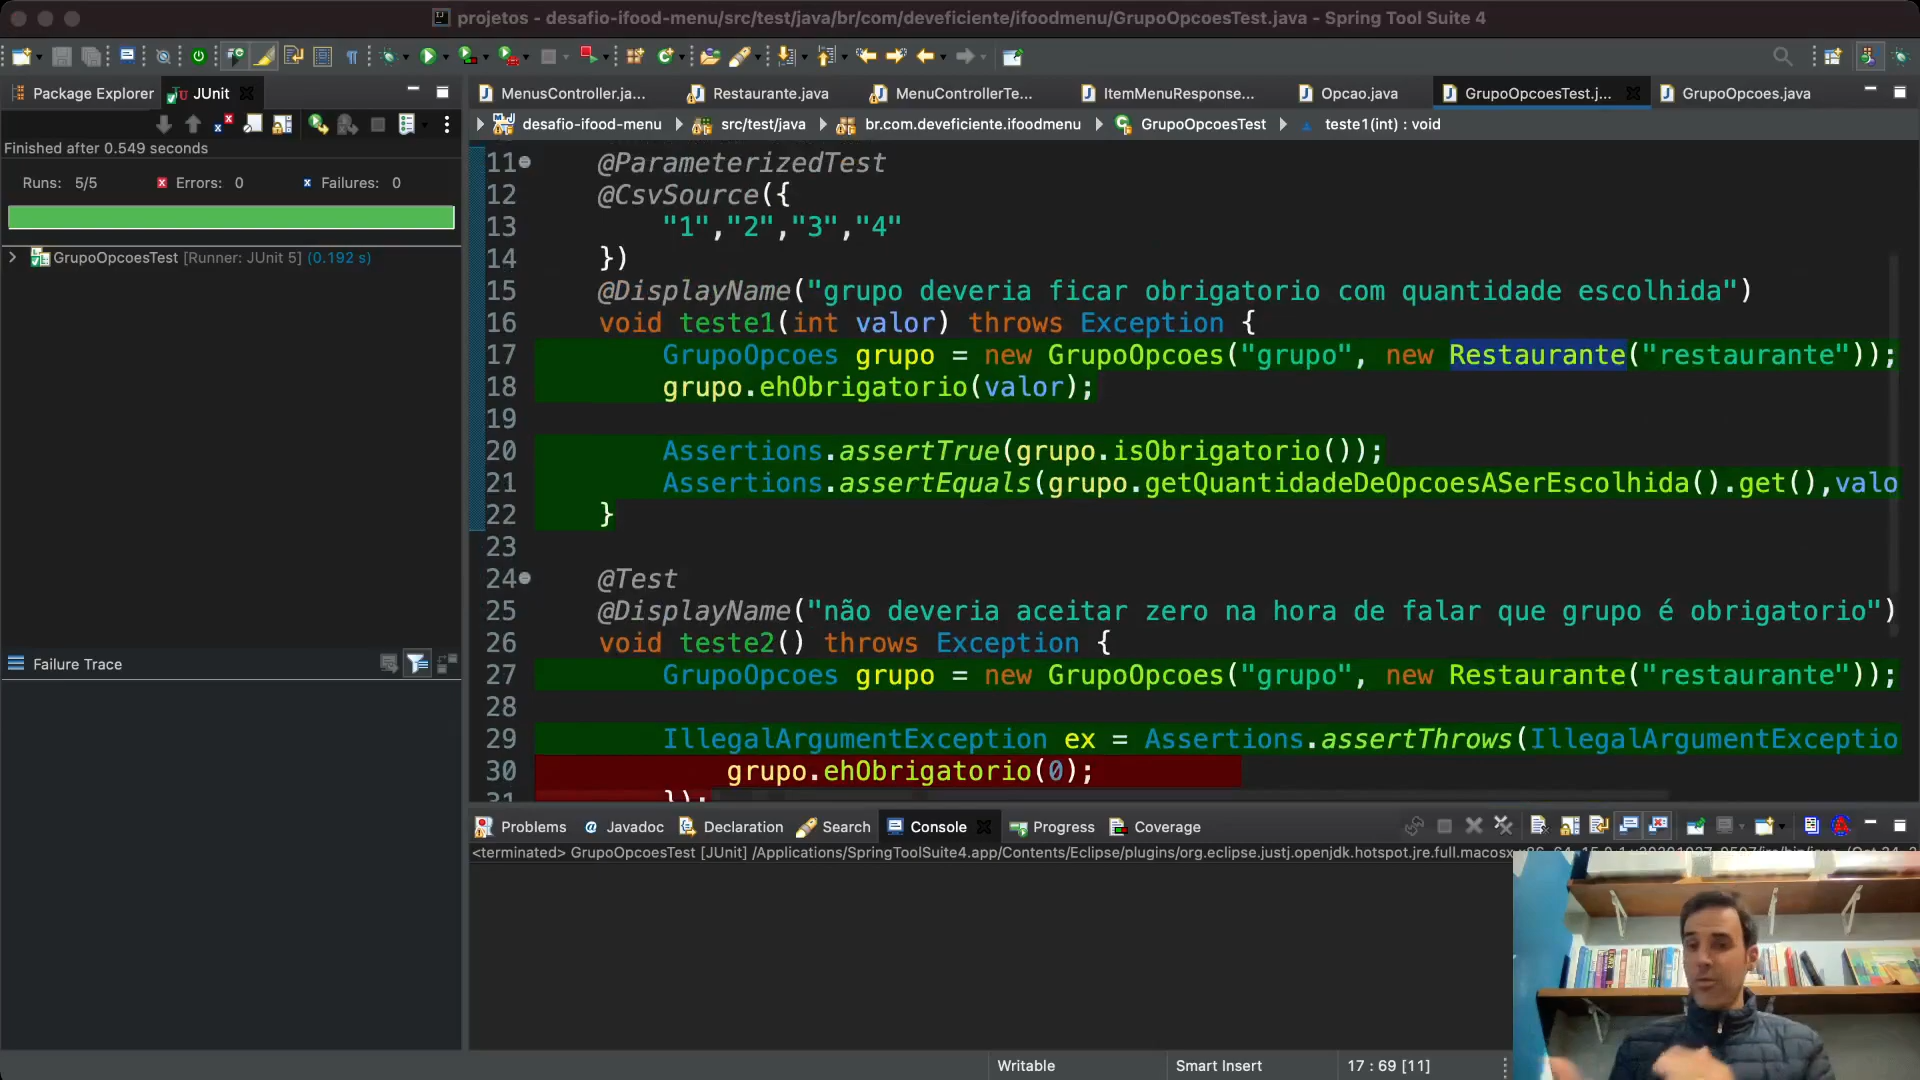 projetos - desafio-ifood-menu/src/test/java/br/com/deveficiente/ifoodmenu/GrupoOpcoesTest.java - Spring Tool Suite 4
Package Explorer
JUnit
MenusController.ja...
Restaurante.java
MenuControllerTe...
ItemMenuResponse...
Opcao.java
GrupoOpcoesTest.j...
GrupoOpcoes.java
desafio-ifood-menu
src/test/java
br.com.deveficiente.ifoodmenu
GrupoOpcoesTest
teste1(int) : void
Finished after 0.549 seconds
Runs: 5/5
Errors: 0
Failures: 0
GrupoOpcoesTest [Runner: JUnit 5] (0.192 s)
Failure Trace
11 @ParameterizedTest
12 @CsvSource({
13 "1","2","3","4"
14 })
15 @DisplayName("grupo deveria ficar obrigatorio com quantidade escolhida")
16 void teste1(int valor) throws Exception {
17 GrupoOpcoes grupo = new GrupoOpcoes("grupo", new Restaurante("restaurante"));
18 grupo.ehObrigatorio(valor);
19
20 Assertions.assertTrue(grupo.isObrigatorio());
21 Assertions.assertEquals(grupo.getQuantidadeDeOpcoesASerEscolhida().get(),valo
22 }
23
24 @Test
25 @DisplayName("não deveria aceitar zero na hora de falar que grupo é obrigatorio")
26 void teste2() throws Exception {
27 GrupoOpcoes grupo = new GrupoOpcoes("grupo", new Restaurante("restaurante"));
28
29 IllegalArgumentException ex = Assertions.assertThrows(IllegalArgumentExceptio
30 grupo.ehObrigatorio(0);
31 });
Problems
Javadoc
Declaration
Search
Console
Progress
Coverage
<terminated> GrupoOpcoesTest [JUnit] /Applications/SpringToolSuite4.app/Contents/Eclipse/plugins/org.eclipse.justj.openjdk.hotspot.jre.full.macosx
Writable
Smart Insert
17 : 69 [11]